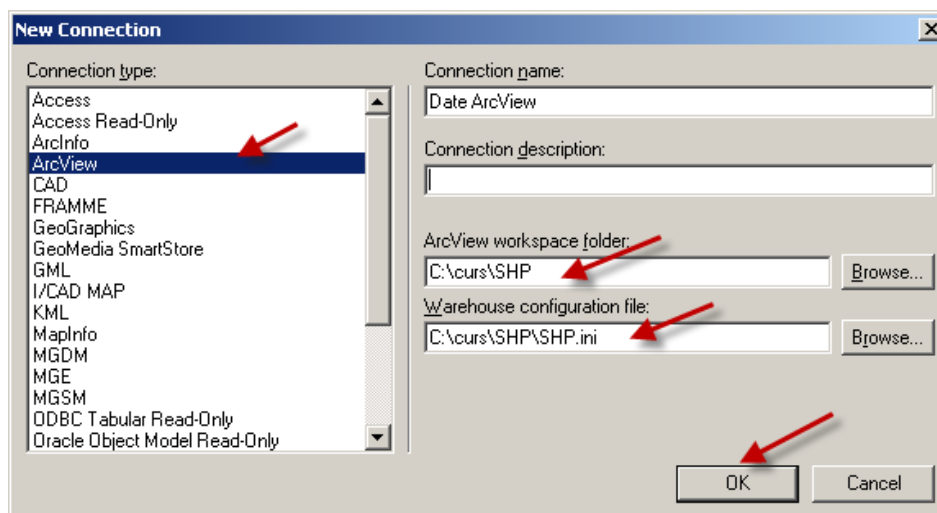 New Connection
Connection type:
Access
Access Read-Only
ArcInfo
ArcView
CAD
FRAMME
GeoGraphics
GeoMedia SmartStore
GML
I/CAD MAP
KML
MapInfo
MGDM
MGE
MGSM
ODBC Tabular Read-Only
Oracle Object Model Read-Only
Connection name:
Date ArcView
Connection description:
ArcView workspace folder:
C:\curs\SHP
Browse...
Warehouse configuration file:
C:\curs\SHP\SHP.ini
Browse...
OK
Cancel